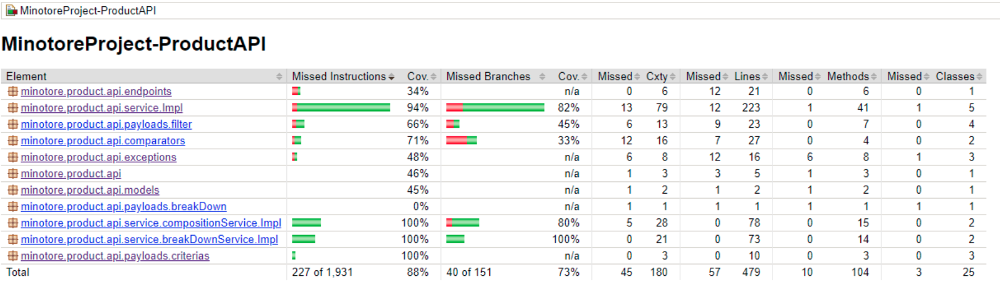 MinotoreProject-ProductAPI
MinotoreProject-ProductAPI
Element Missed Instructions Cov. Missed Branches Cov. Missed Cxty Missed Lines Missed Methods Missed Classes
minotore.product.api.endpoints 34% n/a 0 6 12 21 0 6 0 1
minotore.product.api.service.Impl 94% 82% 13 79 12 223 1 41 1 5
minotore.product.api.payloads.filter 66% 45% 6 13 9 23 0 7 0 4
minotore.product.api.comparators 71% 33% 12 16 7 27 0 4 0 2
minotore.product.api.exceptions 48% n/a 6 8 12 16 6 8 1 3
minotore.product.api 46% n/a 1 3 3 5 1 3 0 1
minotore.product.api.models 45% n/a 1 2 1 2 1 2 0 1
minotore.product.api.payloads.breakDown 0% n/a 1 1 1 1 1 1 1 1
minotore.product.api.service.compositionService.Impl 100% 80% 5 28 0 78 0 15 0 2
minotore.product.api.service.breakDownService.Impl 100% 100% 0 21 0 73 0 14 0 2
minotore.product.api.payloads.criterias 100% n/a 0 3 0 10 0 3 0 3
Total 227 of 1,931 88% 40 of 151 73% 45 180 57 479 10 104 3 25